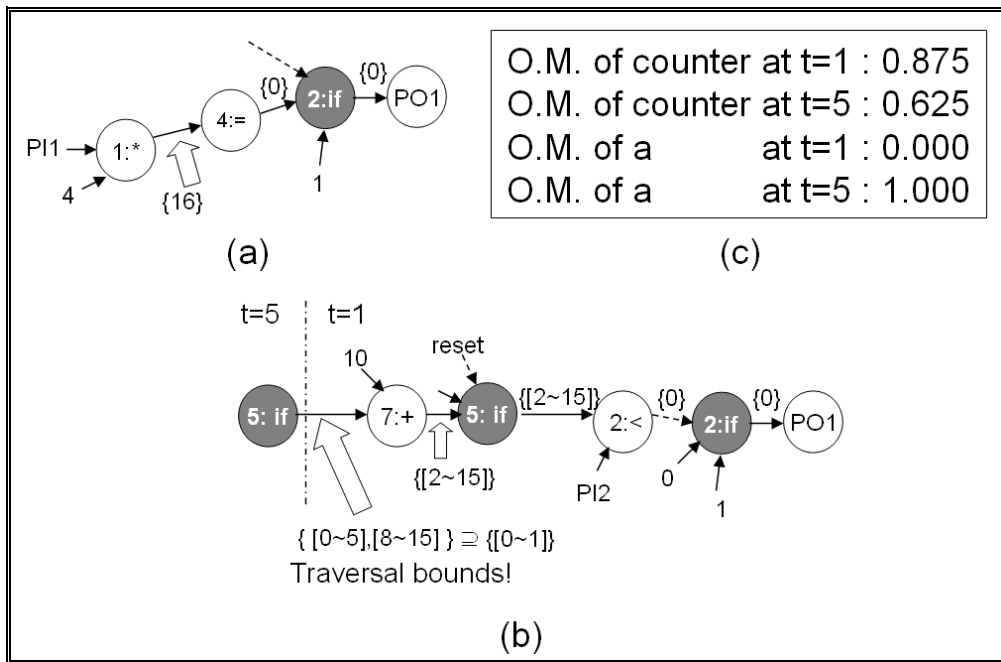 {0}
{0}
2:if
PO1
4:=
PI1
1:*
4
{16}
1
(a)
O.M. of counter at t=1 : 0.875
O.M. of counter at t=5 : 0.625
O.M. of a at t=1 : 0.000
O.M. of a at t=5 : 1.000
(c)
t=5 t=1
10
reset
{[2~15]}
{0}
{0}
5: if
7:+
5: if
2:<
2:if
PO1
{[2~15]}
PI2
0
1
{ [0~5],[8~15] } ⊇ {[0~1]}
Traversal bounds!
(b)